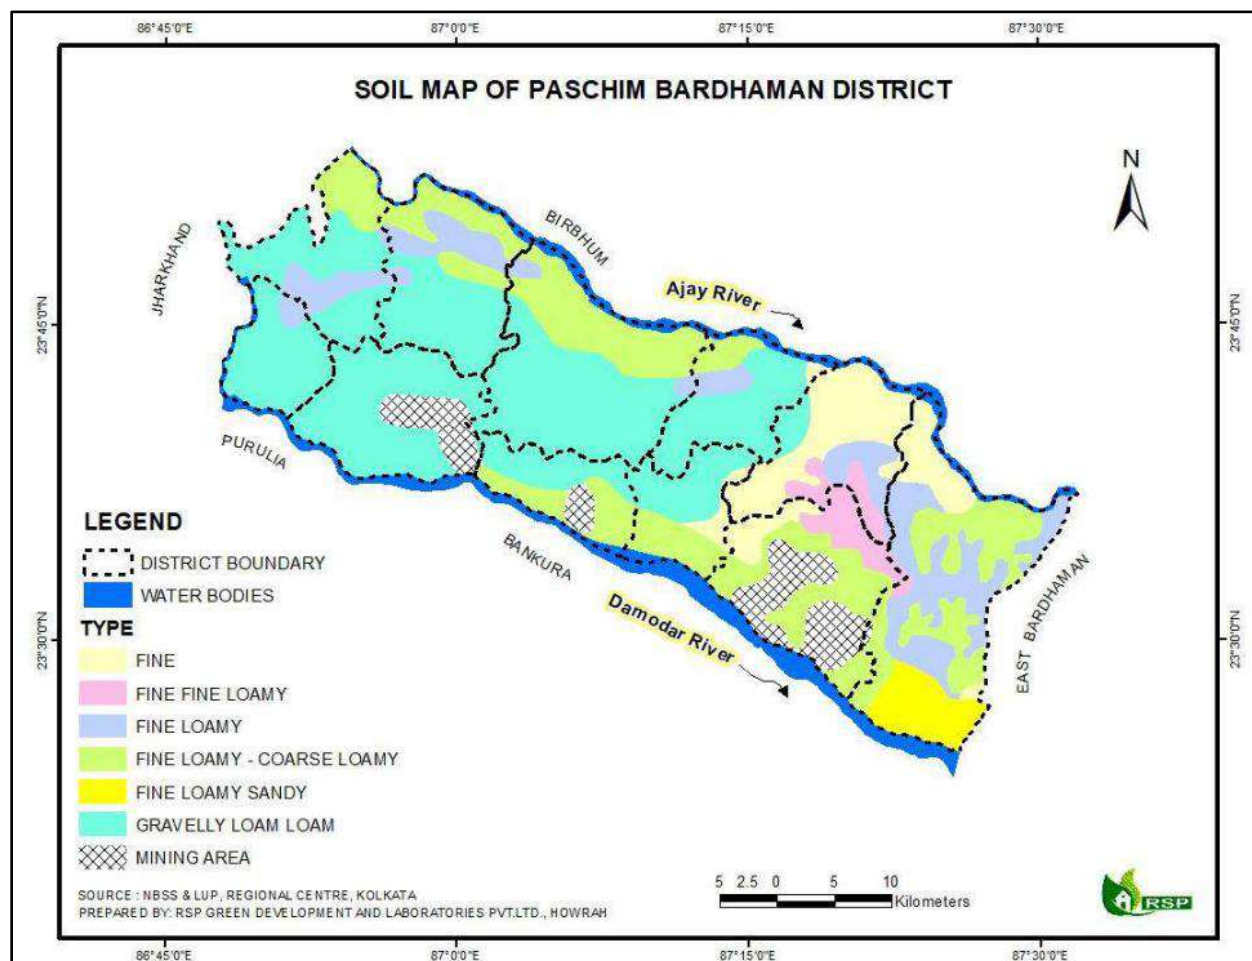 86°45'0"E 87°0'0"E 87°15'0"E 87°30'0"E
SOIL MAP OF PASCHIM BARDHAMAN DISTRICT
N
JHARKHAND
BIRBHUM
Ajay River
23°45'0"N
23°45'0"N
PURULIA
BANKURA
Damodar River
EAST BARDHAMAN
23°30'0"N
23°30'0"N
LEGEND
DISTRICT BOUNDARY
WATER BODIES
TYPE
FINE
FINE FINE LOAMY
FINE LOAMY
FINE LOAMY - COARSE LOAMY
FINE LOAMY SANDY
GRAVELLY LOAM LOAM
MINING AREA
SOURCE : NBSS & LUP, REGIONAL CENTRE, KOLKATA
PREPARED BY: RSP GREEN DEVELOPMENT AND LABORATORIES PVT.LTD., HOWRAH
5 2.5 0 5 10
Kilometers
RSP
86°45'0"E 87°0'0"E 87°15'0"E 87°30'0"E